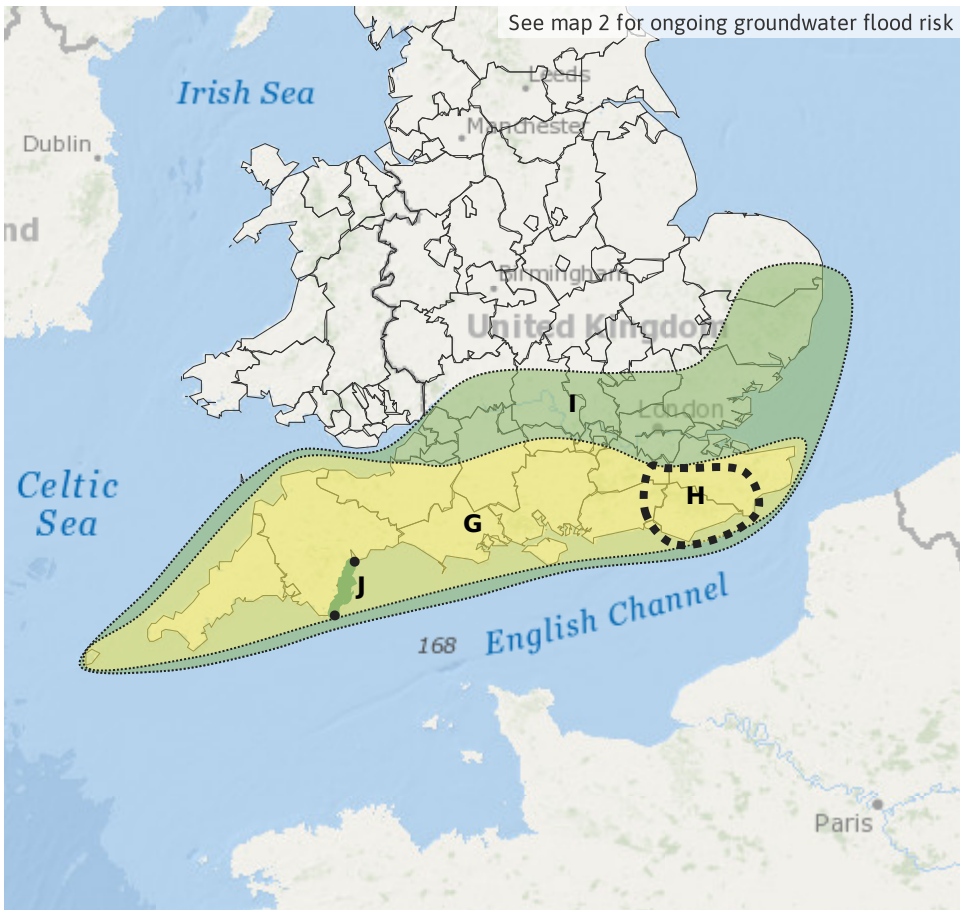 See map 2 for ongoing groundwater flood risk
Leeds
Irish Sea
Manchester
Dublin
nd
Birmingham
United Kingdom
I
London
Celtic
Sea
H
G
J
English Channel
168
Paris